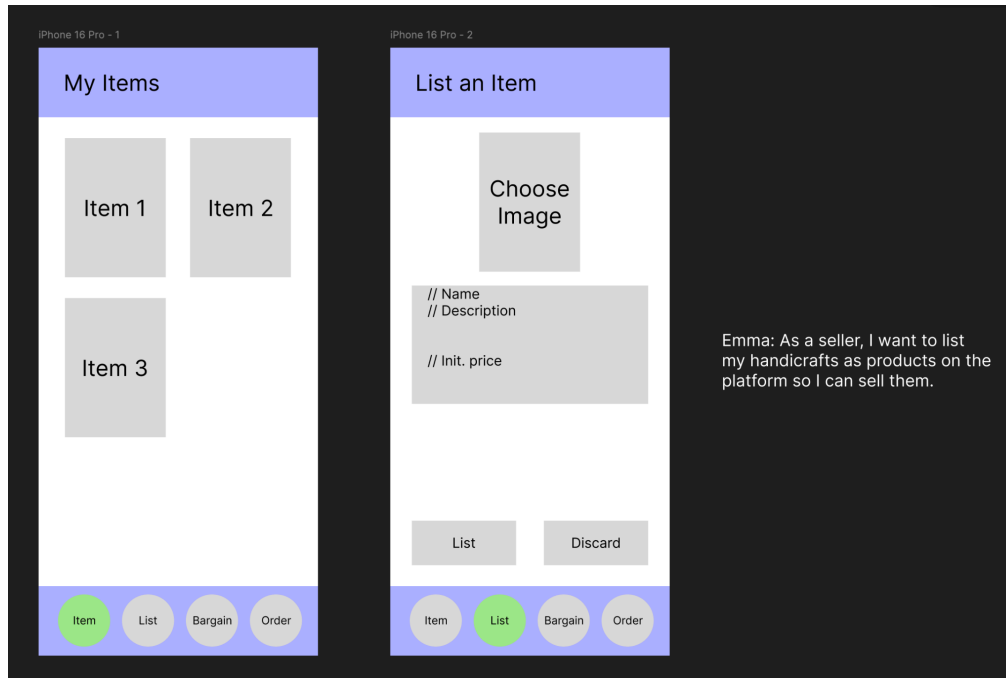 iPhone 16 Pro - 1
My Items
Item 1
Item 2
Item 3
Item
List
Bargain
Order
iPhone 16 Pro - 2
List an Item
Choose
Image
// Name
// Description
// Init. price
List
Discard
Item
List
Bargain
Order
Emma: As a seller, I want to list
my handicrafts as products on the
platform so I can sell them.